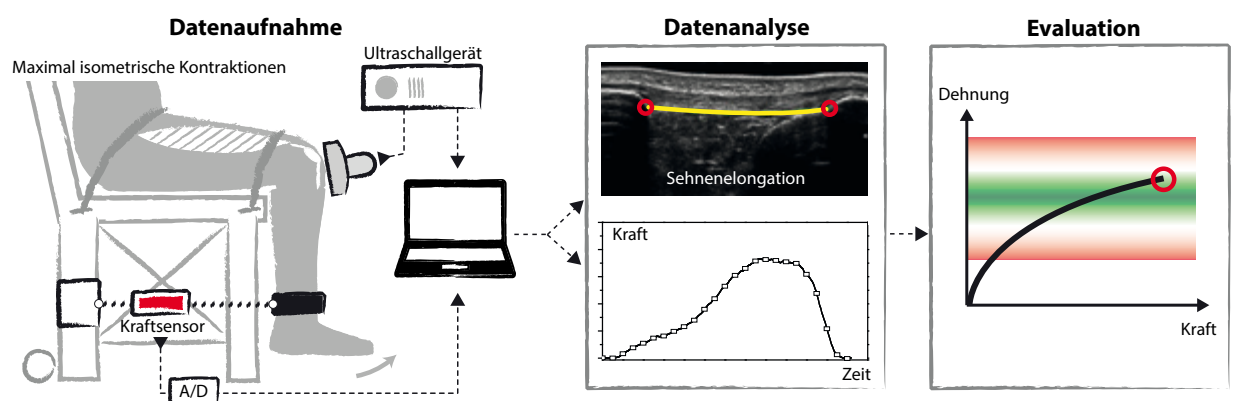 Datenaufnahme
Maximal isometrische Kontraktionen
Ultraschallgerät
Kraftsensor
A/D
Datenanalyse
Sehnenelongation
Kraft
Zeit
Evaluation
Dehnung
Kraft